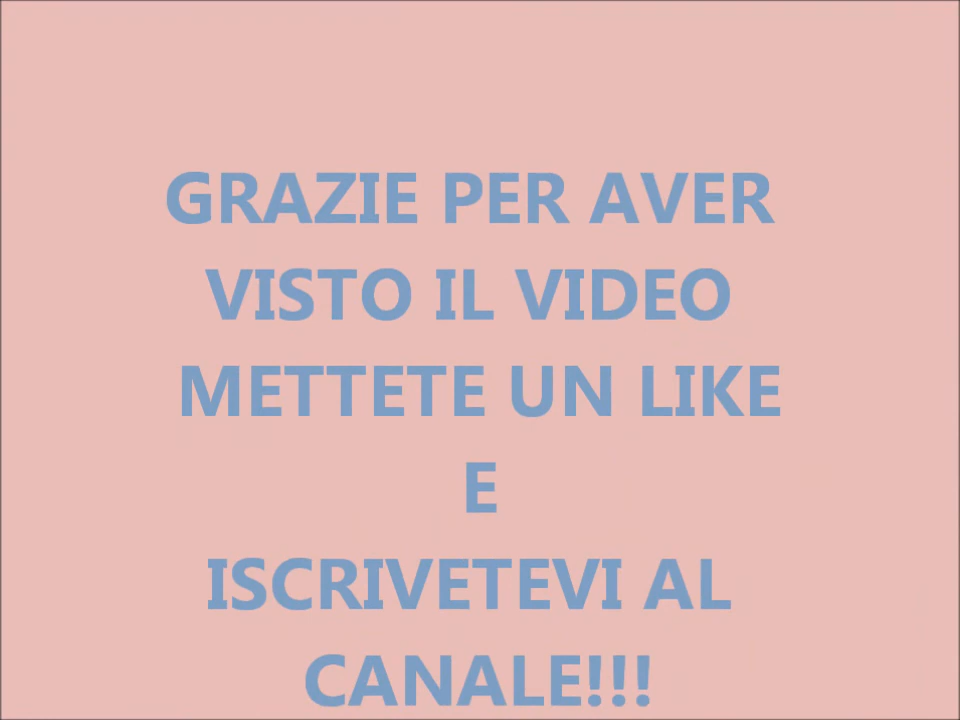 GRAZIE PER AVER
VISTO IL VIDEO
METTETE UN LIKE
E
ISCRIVETEVI AL
CANALE!!!